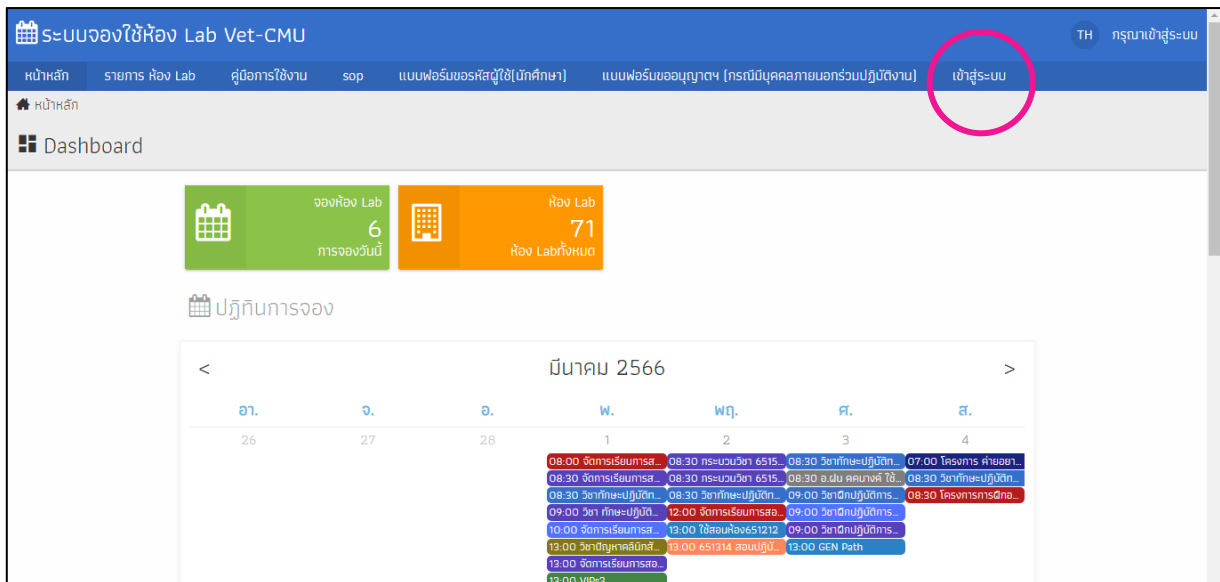 ระบบจองใช้ห้อง Lab Vet-CMU
TH กรุณาเข้าสู่ระบบ
หน้าหลัก รายการ ห้อง Lab คู่มือการใช้งาน sop แบบฟอร์มขอรหัสผู้ใช้(นักศึกษา) แบบฟอร์มขออนุญาตฯ (กรณีมีบุคคลภายนอกร่วมปฏิบัติงาน) เข้าสู่ระบบ
หน้าหลัก
Dashboard
จองห้อง Lab
6
การจองวันนี้
ห้อง Lab
71
ห้อง Labทั้งหมด
ปฏิทินการจอง
< มีนาคม 2566 >
อา. จ. อ. พ. พฤ. ศ. ส.
26 27 28 1 2 3 4
08:00 จัดการเรียนการส... 08:30 กระบวนวิชา 6515... 08:30 วิชาทักษะปฏิบัติก... 07:00 โครงการ ค่ายอยา...
08:30 จัดการเรียนการส... 08:30 กระบวนวิชา 6515... 08:30 อ.ฝน คคนางค์ ใช้... 08:30 วิชาทักษะปฏิบัติก...
08:30 วิชาทักษะปฏิบัติก... 08:30 วิชาทักษะปฏิบัติก... 09:00 วิชาฝึกปฏิบัติการ... 08:30 โครงการการฝึกอ...
09:00 วิชา ทักษะปฏิบัติ... 12:00 จัดการเรียนการสอ... 09:00 วิชาฝึกปฏิบัติการ...
10:00 จัดการเรียนการส... 13:00 ใช้สอนห้อง651212 09:00 วิชาฝึกปฏิบัติการ...
13:00 วิชาปัญหาคลินิกสั... 13:00 651314 สอนปฏิบั... 13:00 GEN Path
13:00 จัดการเรียนการสอ...
13:00 VIPs3